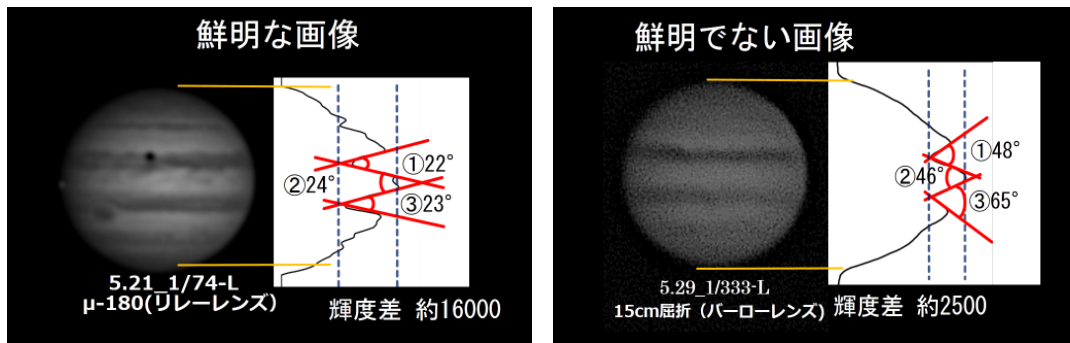 鮮明な画像
①22°
②24°
③23°
5.21_1/74-L
μ-180(リレーレンズ)
輝度差 約16000
鮮明でない画像
①48°
②46°
③65°
5.29_1/333-L
15cm屈折（バーローレンズ)
輝度差 約2500